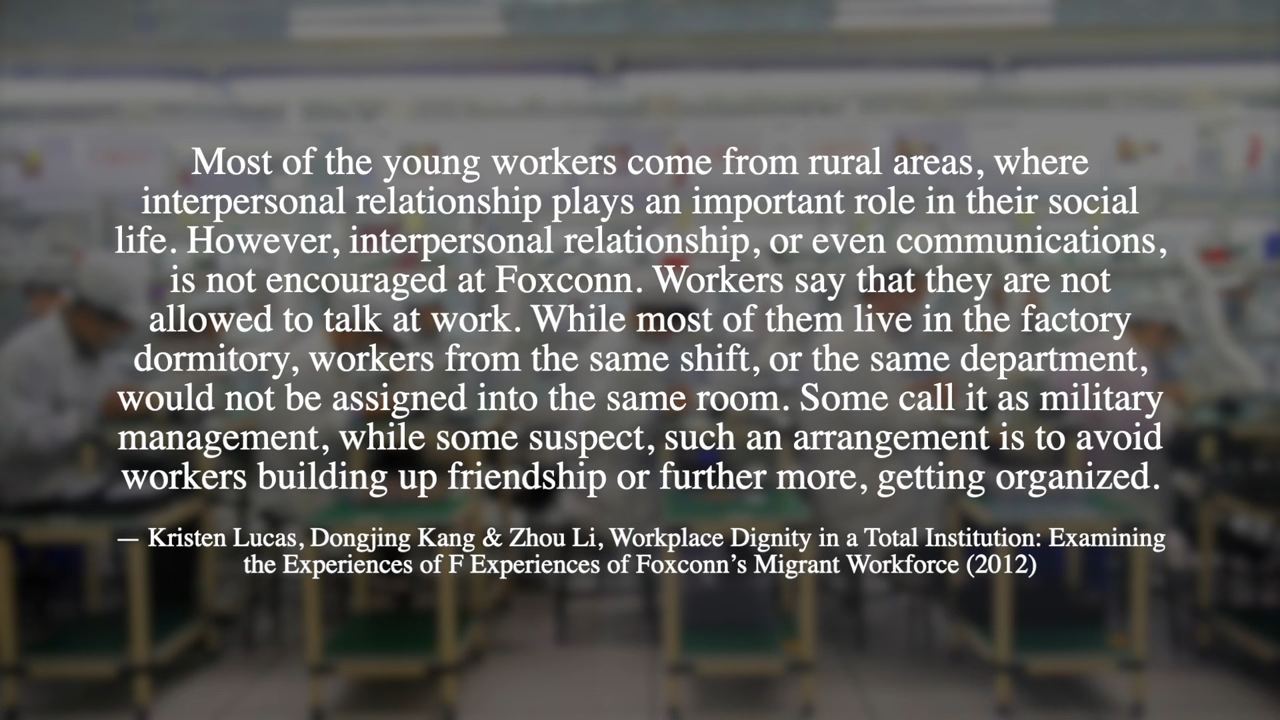 Most of the young workers come from rural areas, where
interpersonal relationship plays an important role in their social
life. However, interpersonal relationship, or even communications,
is not encouraged at Foxconn. Workers say that they are not
allowed to talk at work. While most of them live in the factory
dormitory, workers from the same shift, or the same department,
would not be assigned into the same room. Some call it as military
management, while some suspect, such an arrangement is to avoid
workers building up friendship or further more, getting organized.
— Kristen Lucas, Dongjing Kang & Zhou Li, Workplace Dignity in a Total Institution: Examining
the Experiences of F Experiences of Foxconn’s Migrant Workforce (2012)